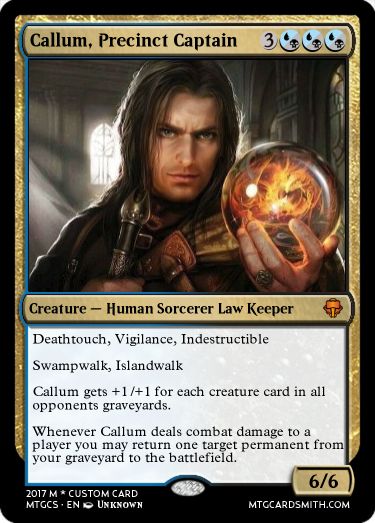 Callum, Precinct Captain 3
Creature — Human Sorcerer Law Keeper
Deathtouch, Vigilance, Indestructible
Swampwalk, Islandwalk
Callum gets +1/+1 for each creature card in all
opponents graveyards.
Whenever Callum deals combat damage to a
player you may return one target permanent from
your graveyard to the battlefield.
6/6
2017 M * CUSTOM CARD
MTGCS • EN Unknown
MTGCARDSMITH.COM